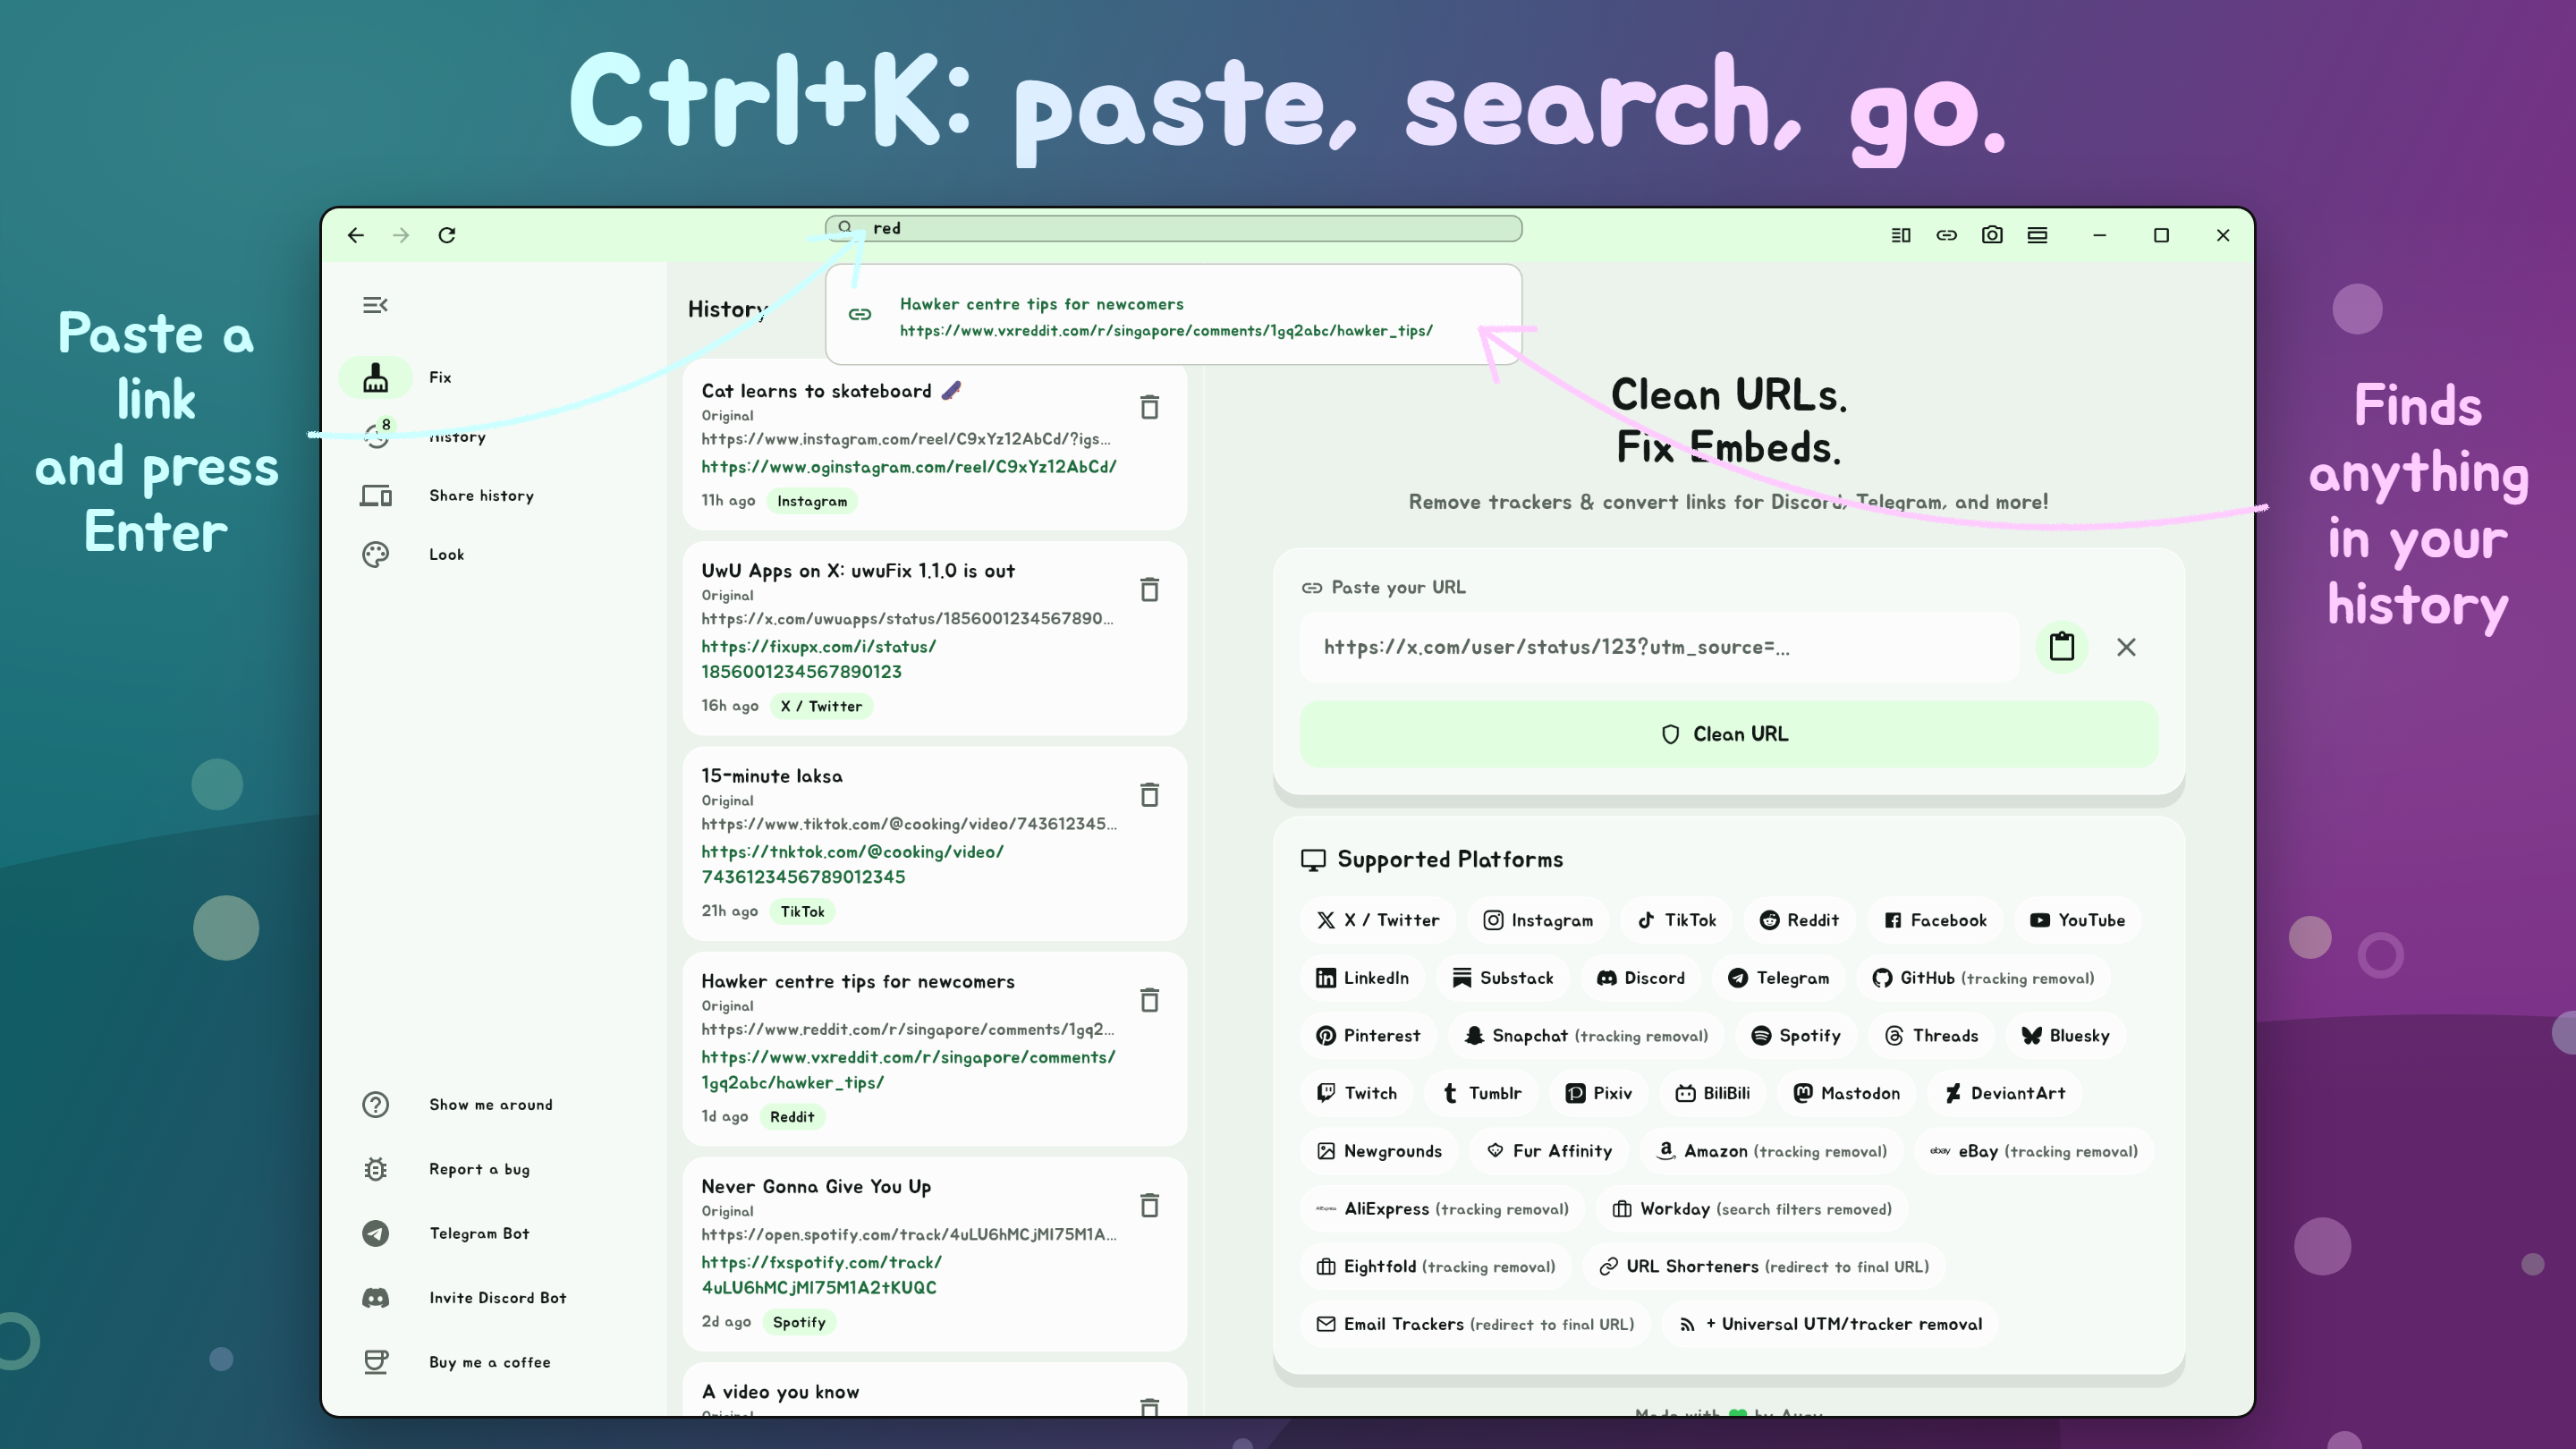 Ctrl+K: paste, search, go.
Paste a
link
and press
Enter
Finds
anything
in your
history
red
Hawker centre tips for newcomers
https://www.vxreddit.com/r/singapore/comments/1gq2abc/hawker_tips/
Fix
8
History
Share history
Look
Show me around
Report a bug
Telegram Bot
Invite Discord Bot
Buy me a coffee
History
Cat learns to skateboard 🛹
Original
https://www.instagram.com/reel/C9xYz12AbCd/?igs...
https://www.oginstagram.com/reel/C9xYz12AbCd/
11h ago Instagram
UwU Apps on X: uwuFix 1.1.0 is out
Original
https://x.com/uwuapps/status/1856001234567890...
https://fixupx.com/i/status/
1856001234567890123
16h ago X / Twitter
15-minute laksa
Original
https://www.tiktok.com/@cooking/video/743612345...
https://tnktok.com/@cooking/video/
7436123456789012345
21h ago TikTok
Hawker centre tips for newcomers
Original
https://www.reddit.com/r/singapore/comments/1gq2...
https://www.vxreddit.com/r/singapore/comments/
1gq2abc/hawker_tips/
1d ago Reddit
Never Gonna Give You Up
Original
https://open.spotify.com/track/4uLU6hMCjMI75M1A...
https://fxspotify.com/track/
4uLU6hMCjMI75M1A2tKUQC
2d ago Spotify
A video you know
Clean URLs.
Fix Embeds.
Remove trackers & convert links for Discord, Telegram, and more!
Paste your URL
https://x.com/user/status/123?utm_source=...
Clean URL
Supported Platforms
X / Twitter Instagram TikTok Reddit Facebook YouTube
LinkedIn Substack Discord Telegram GitHub (tracking removal)
Pinterest Snapchat (tracking removal) Spotify Threads Bluesky
Twitch Tumblr Pixiv BiliBili Mastodon DeviantArt
Newgrounds Fur Affinity Amazon (tracking removal) eBay (tracking removal)
AliExpress (tracking removal) Workday (search filters removed)
Eightfold (tracking removal) URL Shorteners (redirect to final URL)
Email Trackers (redirect to final URL) + Universal UTM/tracker removal